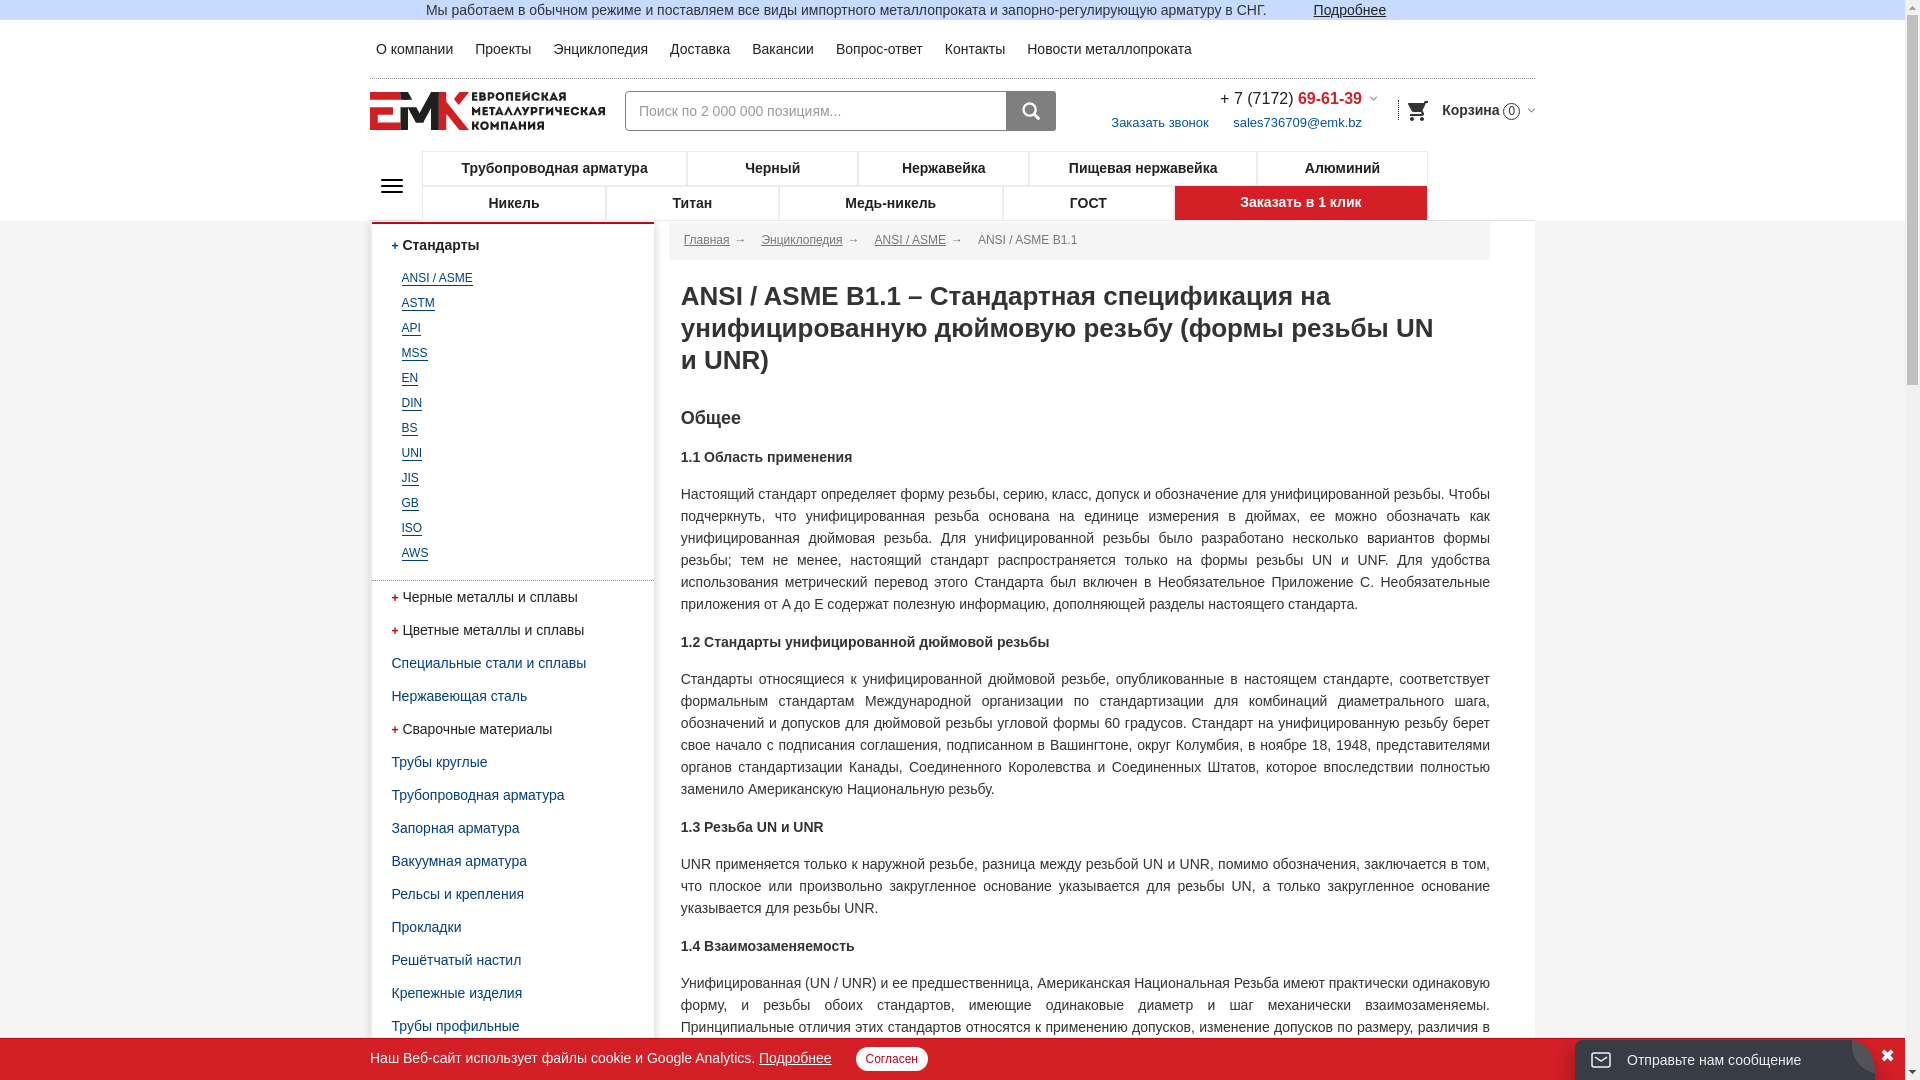 Мы работаем в обычном режиме и поставляем все виды импортного металлопроката и запорно-регулирующую арматуру в СНГ. Подробнее
О компании Проекты Энциклопедия Доставка Вакансии Вопрос-ответ Контакты Новости металлопроката
ЕМК ЕВРОПЕЙСКАЯ
МЕТАЛЛУРГИЧЕСКАЯ
КОМПАНИЯ
Поиск по 2 000 000 позициям...
+ 7 (7172) 69-61-39
Заказать звонок sales736709@emk.bz
Корзина 0
Трубопроводная арматура Черный Нержавейка Пищевая нержавейка Алюминий
Никель Титан Медь-никель ГОСТ Заказать в 1 клик
+ Стандарты
ANSI / ASME
ASTM
API
MSS
EN
DIN
BS
UNI
JIS
GB
ISO
AWS
+ Черные металлы и сплавы
+ Цветные металлы и сплавы
Специальные стали и сплавы
Нержавеющая сталь
+ Сварочные материалы
Трубы круглые
Трубопроводная арматура
Запорная арматура
Вакуумная арматура
Рельсы и крепления
Прокладки
Решётчатый настил
Крепежные изделия
Трубы профильные
Главная → Энциклопедия → ANSI / ASME → ANSI / ASME B1.1
ANSI / ASME B1.1 – Стандартная спецификация на
унифицированную дюймовую резьбу (формы резьбы UN
и UNR)
Общее
1.1 Область применения
Настоящий стандарт определяет форму резьбы, серию, класс, допуск и обозначение для унифицированной резьбы. Чтобы
подчеркнуть, что унифицированная резьба основана на единице измерения в дюймах, ее можно обозначать как
унифицированная дюймовая резьба. Для унифицированной резьбы было разработано несколько вариантов формы
резьбы; тем не менее, настоящий стандарт распространяется только на формы резьбы UN и UNF. Для удобства
использования метрический перевод этого Стандарта был включен в Необязательное Приложение С. Необязательные
приложения от А до Е содержат полезную информацию, дополняющей разделы настоящего стандарта.
1.2 Стандарты унифицированной дюймовой резьбы
Стандарты относящиеся к унифицированной дюймовой резьбе, опубликованные в настоящем стандарте, соответствует
формальным стандартам Международной организации по стандартизации для комбинаций диаметрального шага,
обозначений и допусков для дюймовой резьбы угловой формы 60 градусов. Стандарт на унифицированную резьбу берет
свое начало с подписания соглашения, подписанном в Вашингтоне, округ Колумбия, в ноябре 18, 1948, представителями
органов стандартизации Канады, Соединенного Королевства и Соединенных Штатов, которое впоследствии полностью
заменило Американскую Национальную резьбу.
1.3 Резьба UN и UNR
UNR применяется только к наружной резьбе, разница между резьбой UN и UNR, помимо обозначения, заключается в том,
что плоское или произвольно закругленное основание указывается для резьбы UN, а только закругленное основание
указывается для резьбы UNR.
1.4 Взаимозаменяемость
Унифицированная (UN / UNR) и ее предшественница, Американская Национальная Резьба имеют практически одинаковую
форму, и резьбы обоих стандартов, имеющие одинаковые диаметр и шаг механически взаимозаменяемы.
Принципиальные отличия этих стандартов относятся к применению допусков, изменение допусков по размеру, различия в
Наш Веб-сайт использует файлы cookie и Google Analytics. Подробнее Согласен
Отправьте нам сообщение